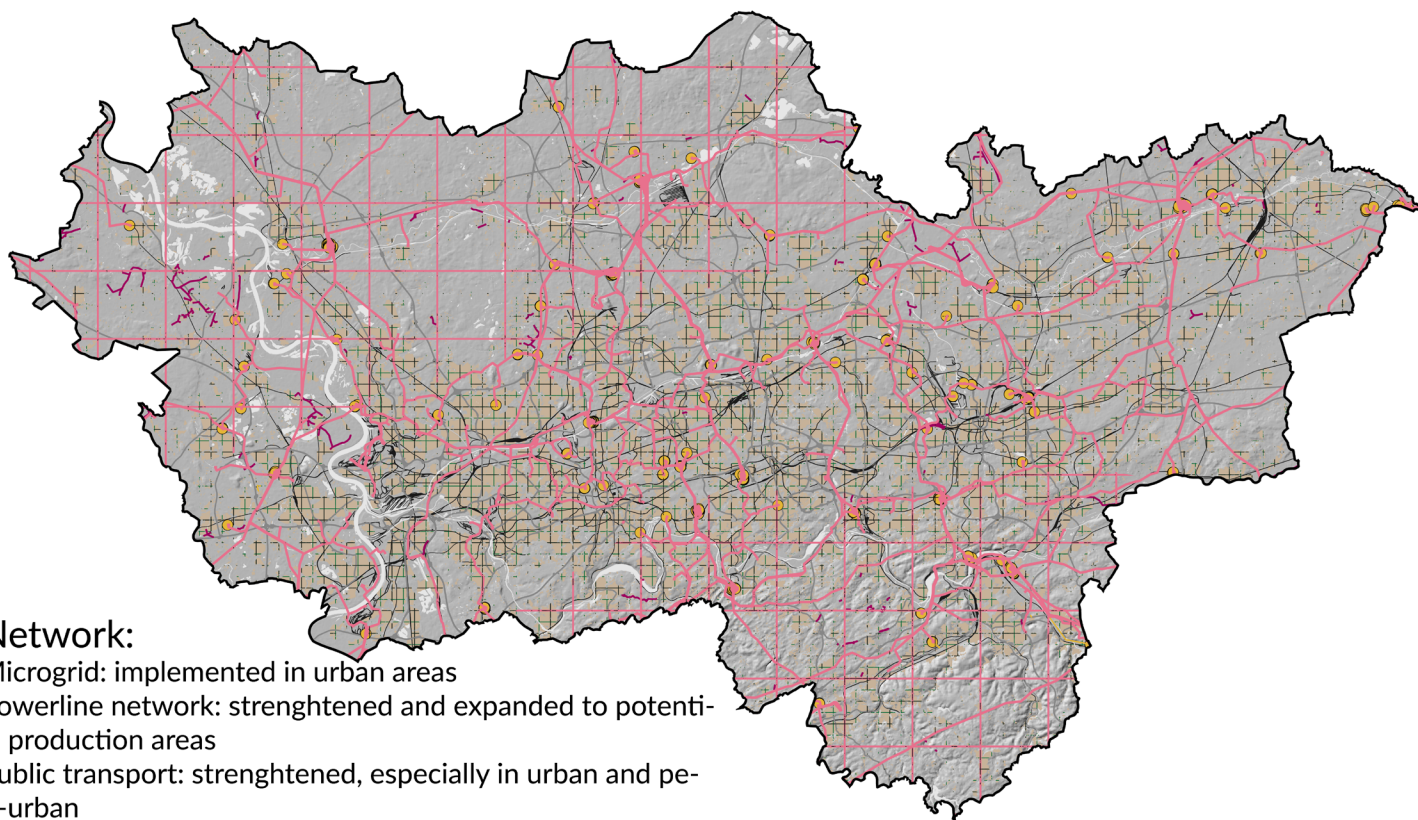 Network:
Microgrid: implemented in urban areas
owerline network: strenghtened and expanded to potenti-
production areas
ublic transport: strenghtened, especially in urban and pe-
-urban